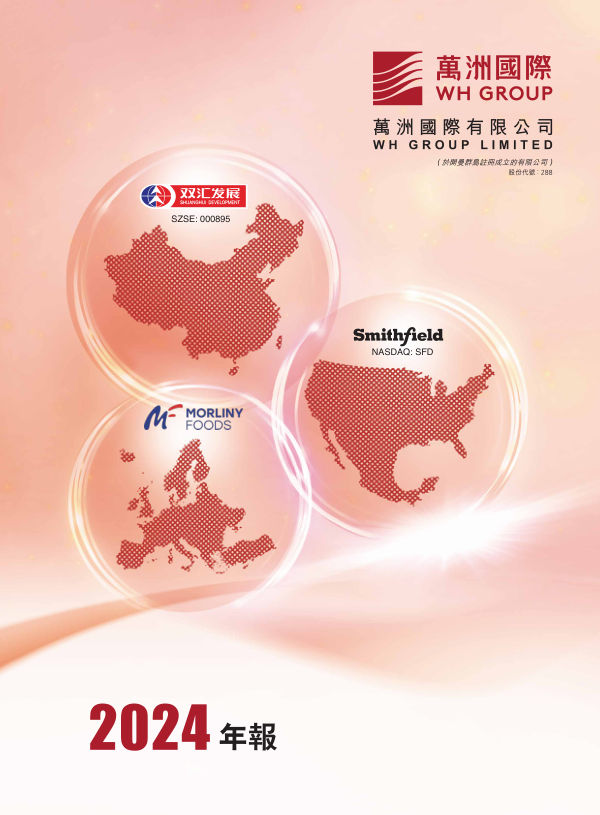 萬洲國際
WH GROUP
萬洲國際有限公司
WH GROUP LIMITED
(於開曼群島註冊成立的有限公司)
股份代號：288
双汇发展
SHUANGHUI DEVELOPMENT
SZSE: 000895
Smithfield
NASDAQ: SFD
MORLINY
FOODS
2024 年報